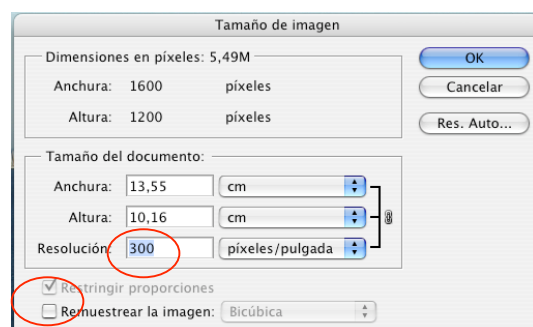 Tamaño de imagen
Dimensiones en píxeles: 5,49M
OK
Anchura: 1600 píxeles
Cancelar
Altura: 1200 píxeles
Res. Auto...
Tamaño del documento:
Anchura: 13,55 cm
Altura: 10,16 cm
Resolución: 300 píxeles/pulgada
Restringir proporciones
Remuestrear la imagen: Bicúbica